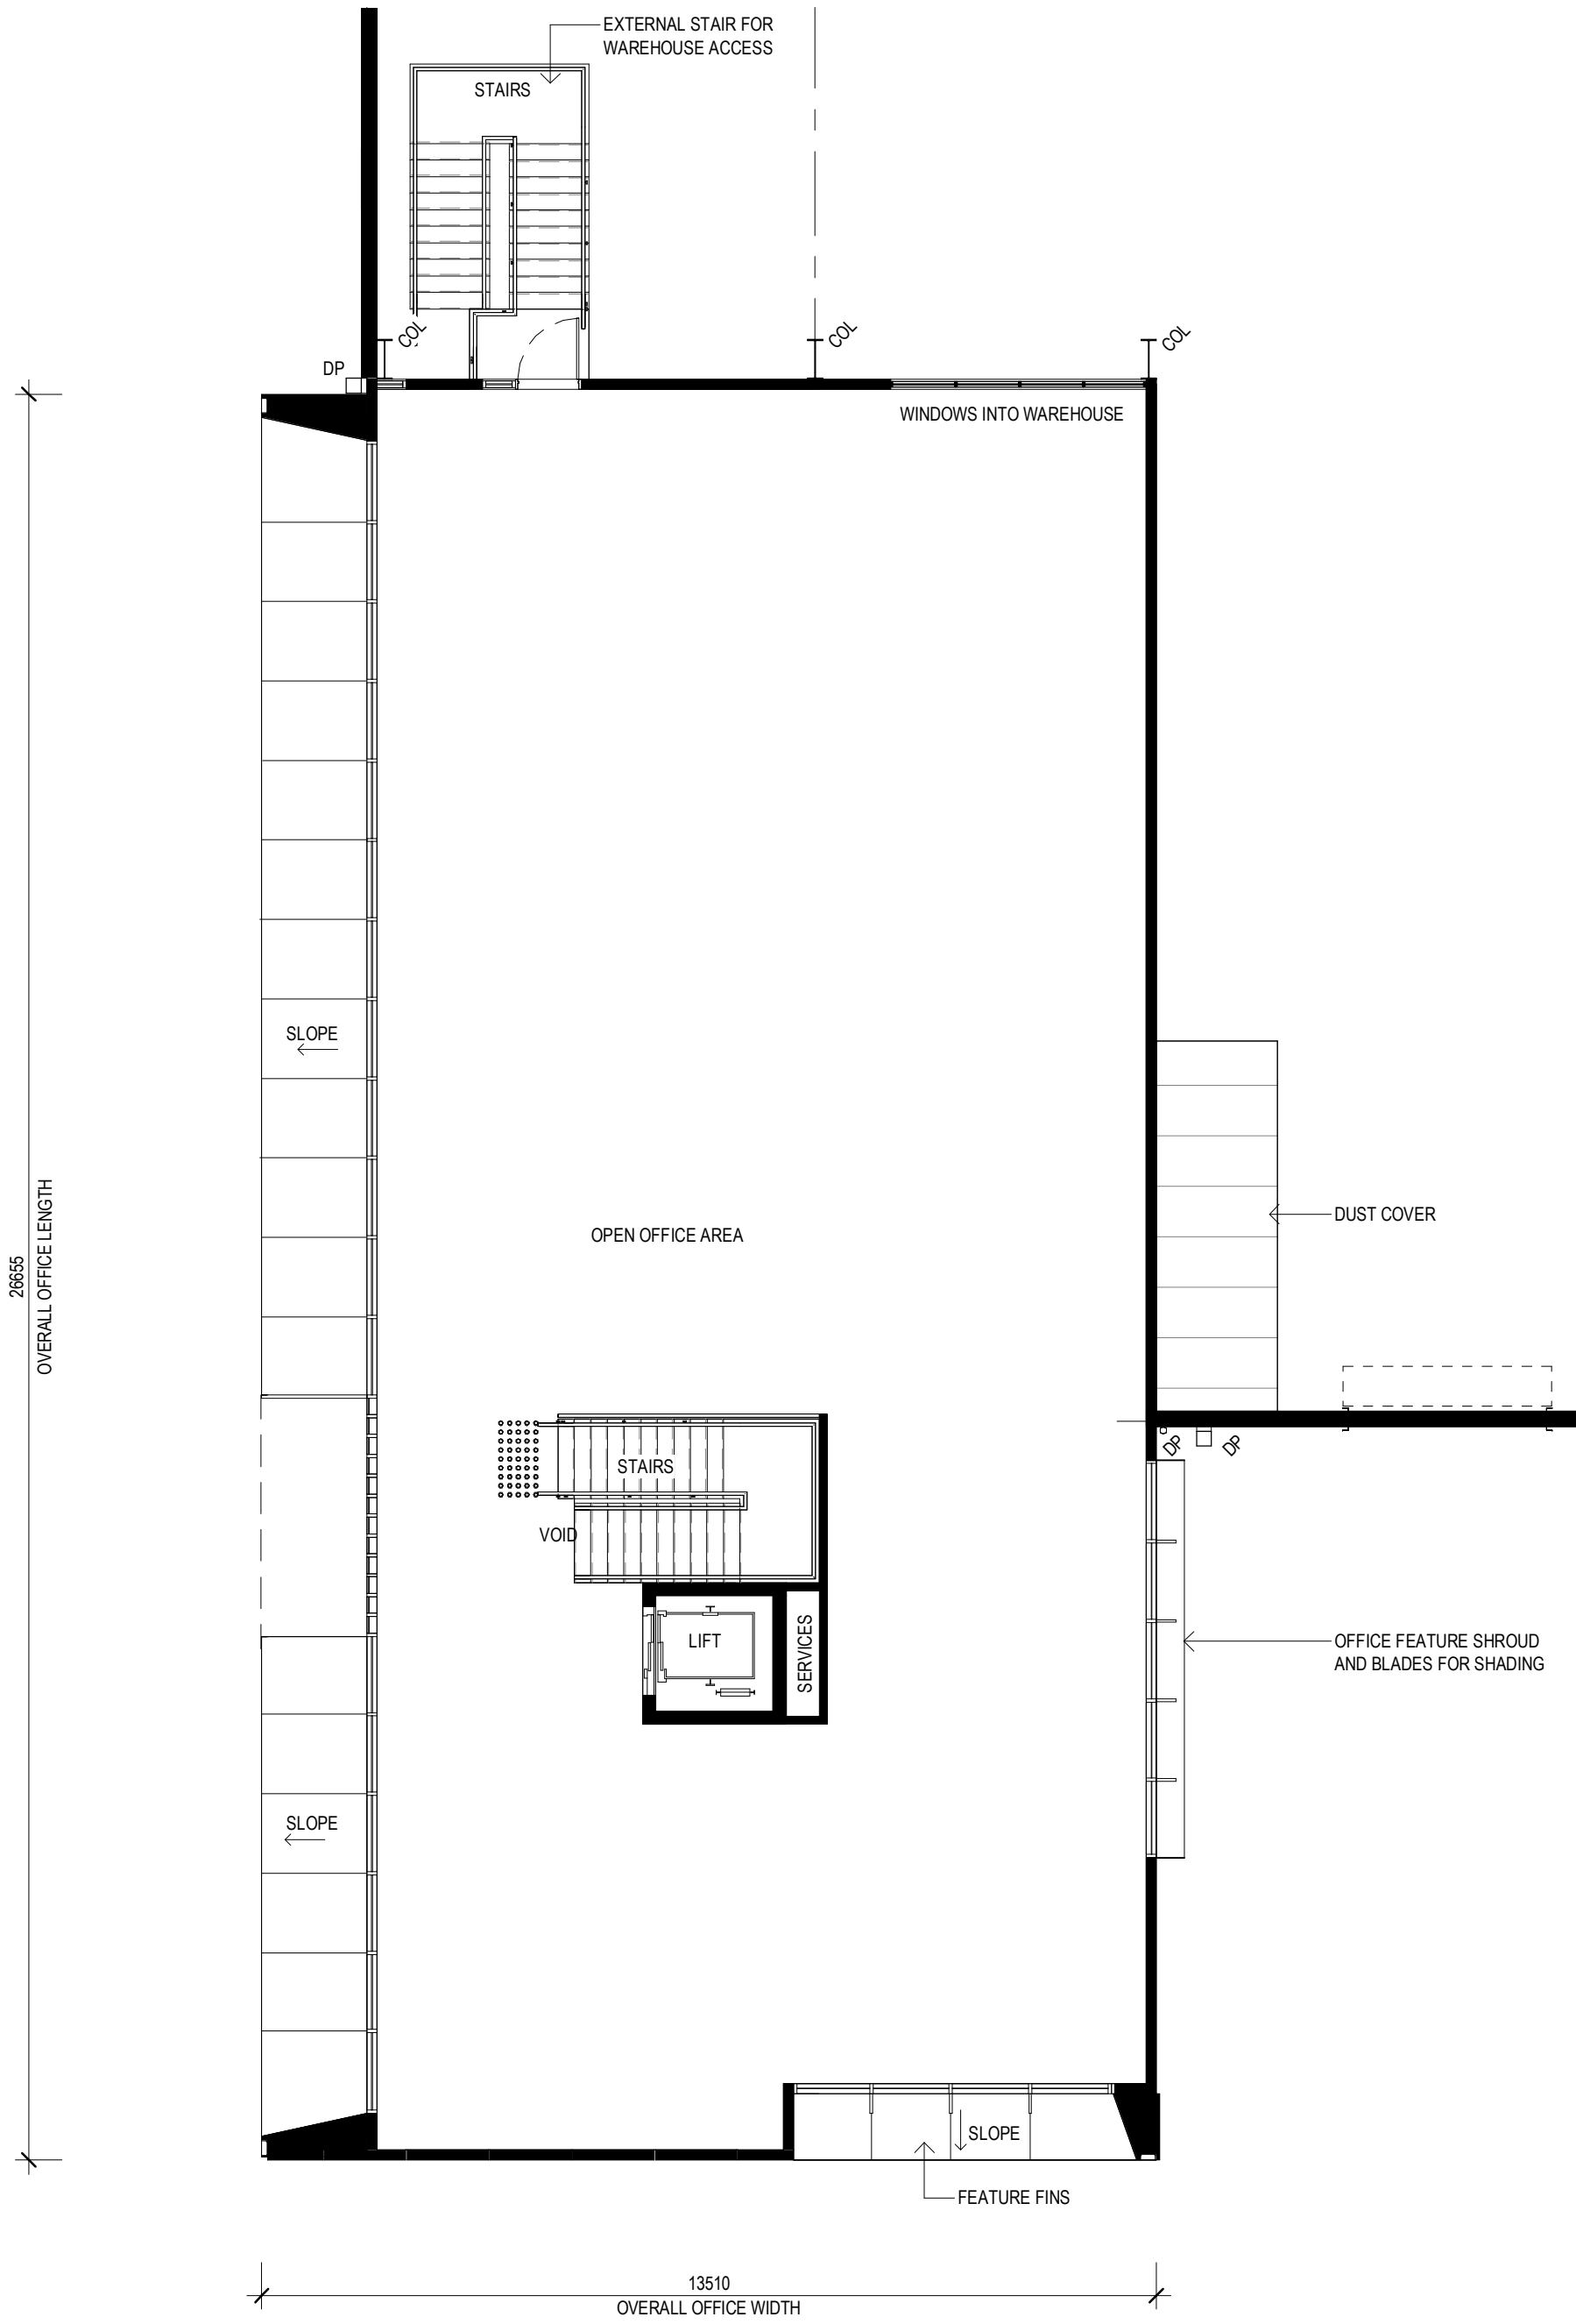 EXTERNAL STAIR FOR
WAREHOUSE ACCESS
STAIRS
COL
COL
COL
DP
WINDOWS INTO WAREHOUSE
SLOPE
26655
OVERALL OFFICE LENGTH
OPEN OFFICE AREA
DUST COVER
STAIRS
DP
DP
VOID
LIFT
SERVICES
OFFICE FEATURE SHROUD
AND BLADES FOR SHADING
SLOPE
SLOPE
FEATURE FINS
13510
OVERALL OFFICE WIDTH